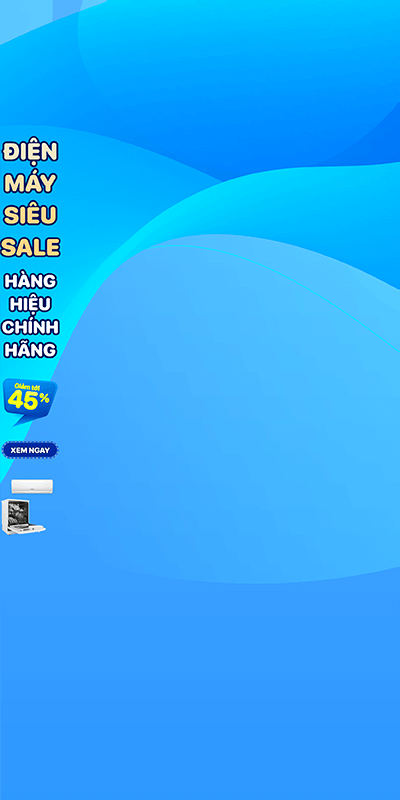 ĐIỆN
MÁY
SIÊU
SALE
HÀNG
HIỆU
CHÍNH
HÃNG
Giảm tới
45%
XEM NGAY